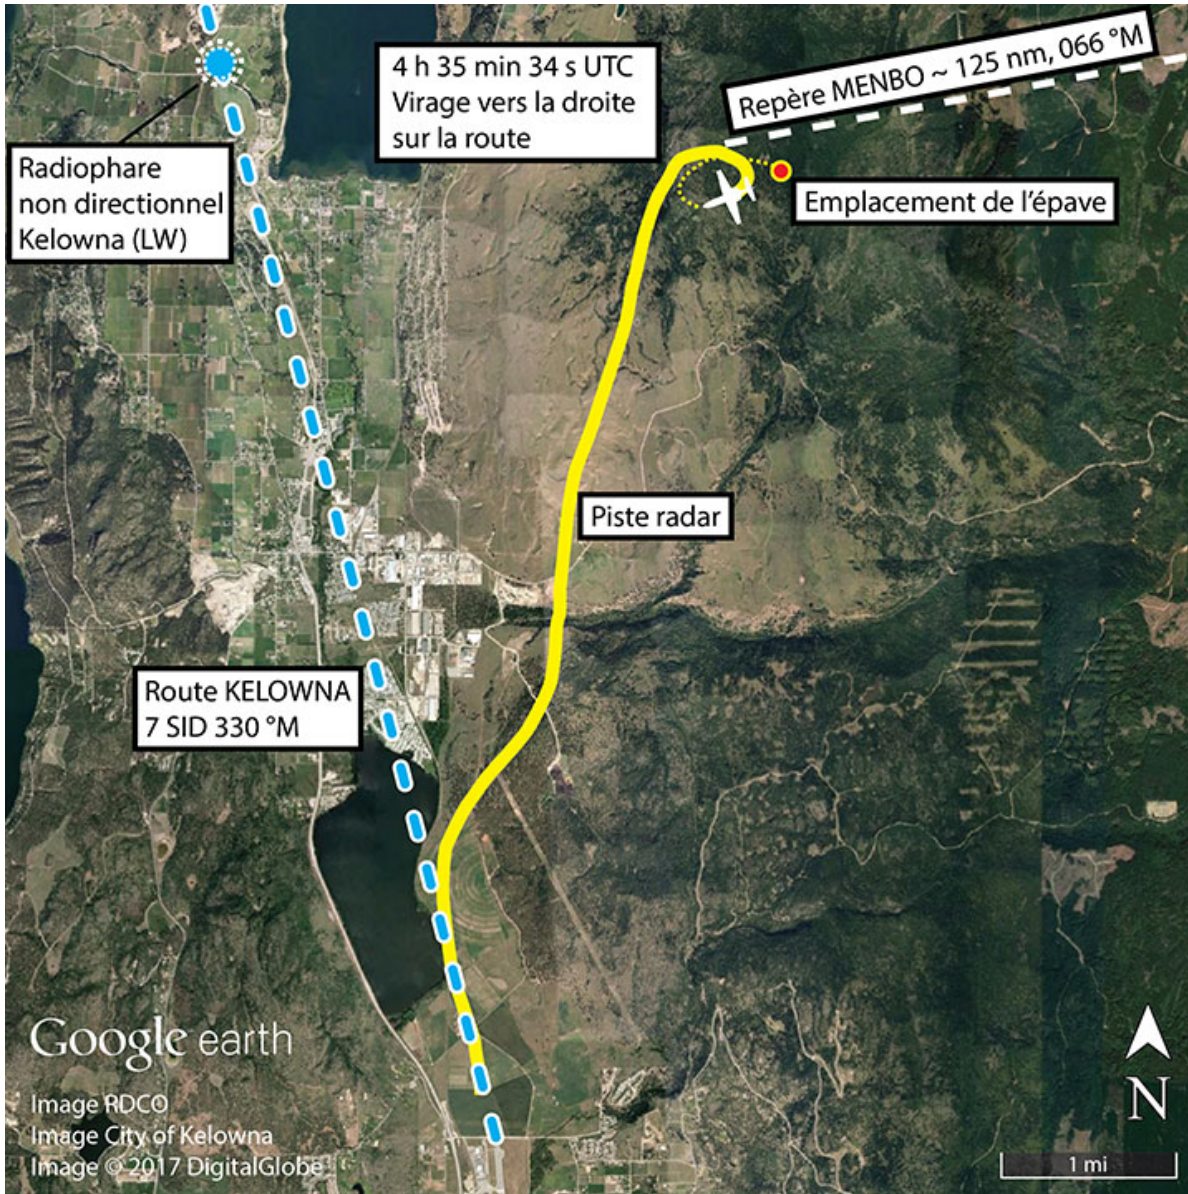 4 h 35 min 34 s UTC
Virage vers la droite
sur la route
Repère MENBO ~ 125 nm, 066 °M
Radiophare
non directionnel
Kelowna (LW)
Emplacement de l'épave
Piste radar
Route KELOWNA
7 SID 330 °M
Google earth
Image RDCO
Image City of Kelowna
Image © 2017 DigitalGlobe
N
1 mi